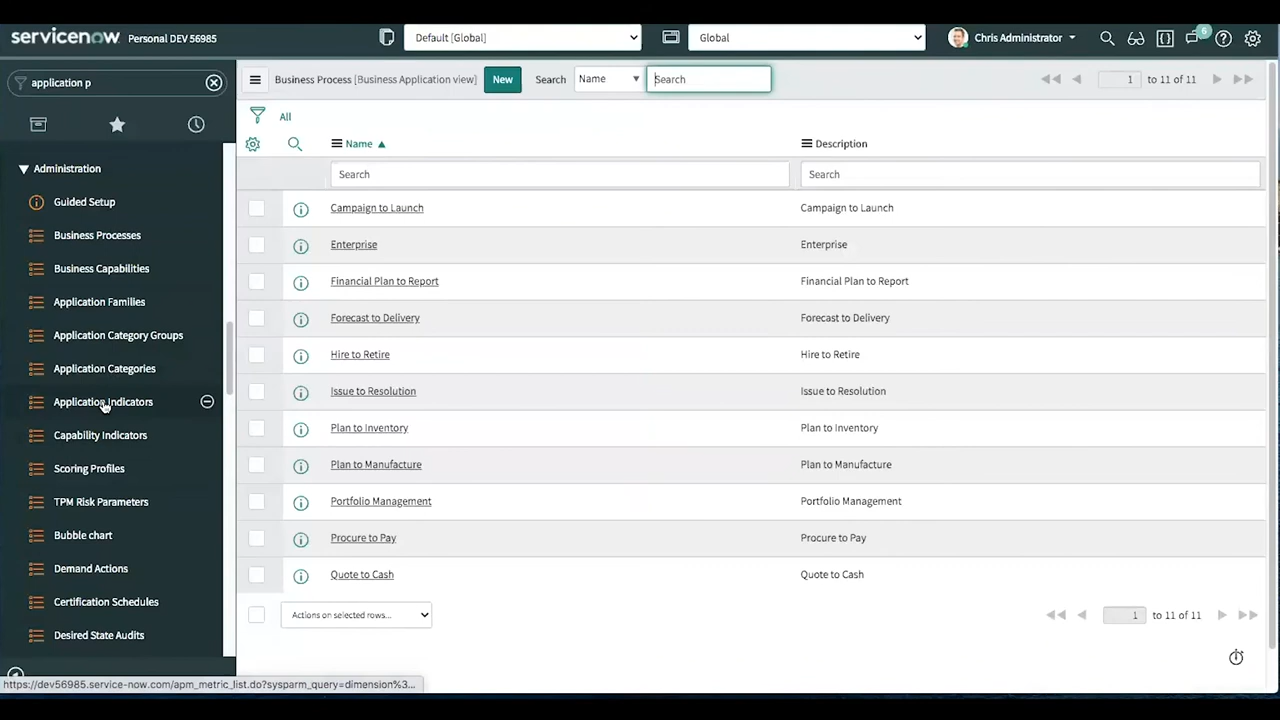 servicenow Personal DEV 56985
Default [Global]
Global
Chris Administrator
6
application p
Business Process [Business Application view]
New
Search
Name
Search
1 to 11 of 11
All
Name
Description
Search
Search
Administration
Guided Setup
Business Processes
Business Capabilities
Application Families
Application Category Groups
Application Categories
Application Indicators
Capability Indicators
Scoring Profiles
TPM Risk Parameters
Bubble chart
Demand Actions
Certification Schedules
Desired State Audits
Campaign to Launch Campaign to Launch
Enterprise Enterprise
Financial Plan to Report Financial Plan to Report
Forecast to Delivery Forecast to Delivery
Hire to Retire Hire to Retire
Issue to Resolution Issue to Resolution
Plan to Inventory Plan to Inventory
Plan to Manufacture Plan to Manufacture
Portfolio Management Portfolio Management
Procure to Pay Procure to Pay
Quote to Cash Quote to Cash
Actions on selected rows...
1 to 11 of 11
https://dev56985.service-now.com/apm_metric_list.do?sysparm_query=dimension%3...